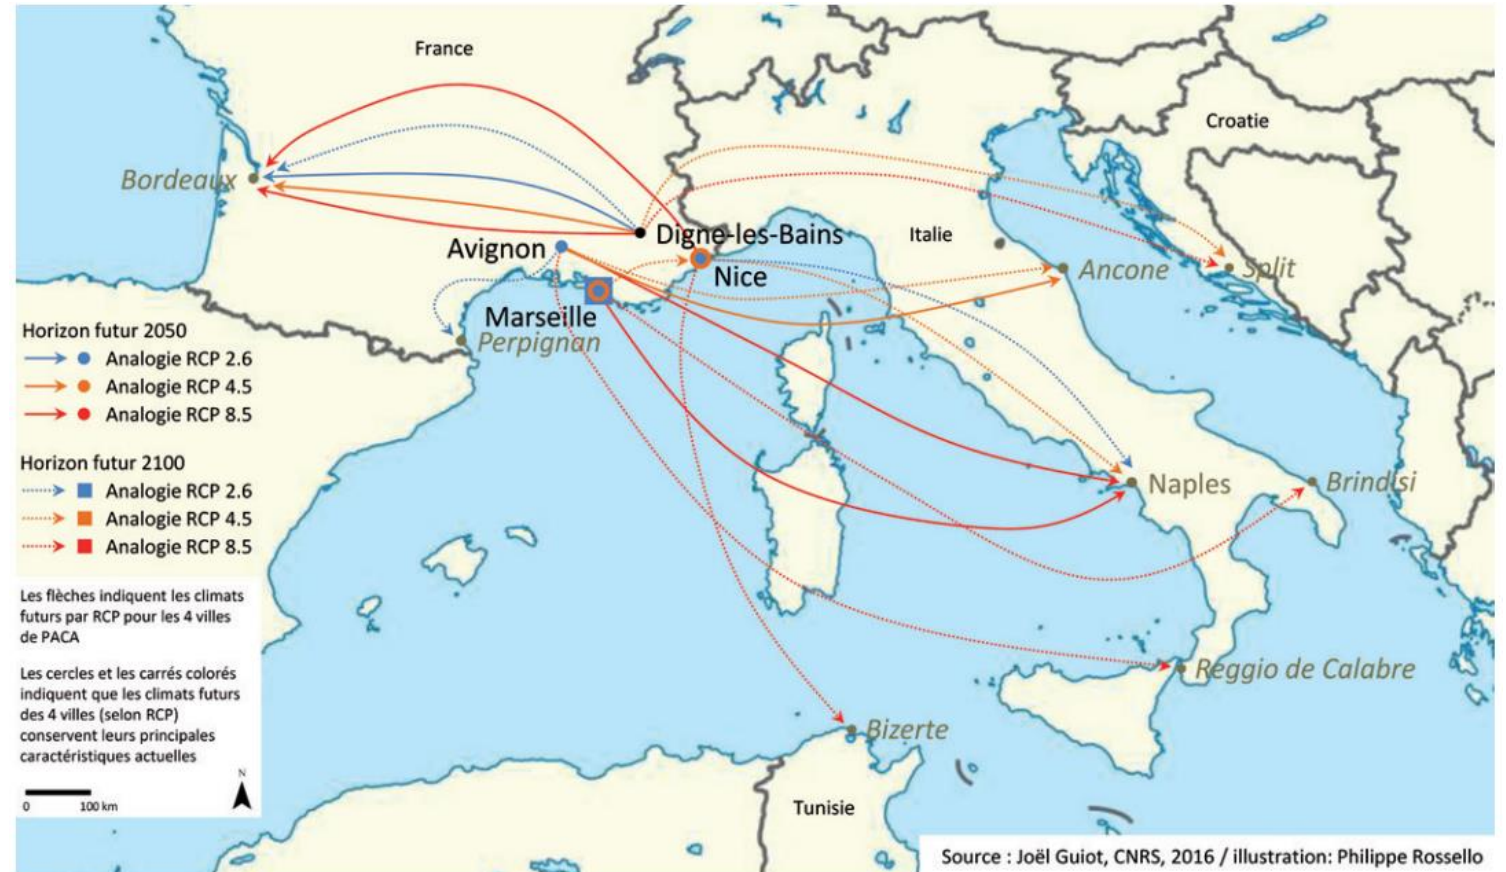 France
Croatie
Bordeaux
Italie
Digne-les-Bains
Avignon
Nice
Ancone
Split
Marseille
Perpignan
Naples
Brindisi
Reggio de Calabre
Bizerte
Tunisie
Horizon futur 2050
Analogie RCP 2.6
Analogie RCP 4.5
Analogie RCP 8.5
Horizon futur 2100
Analogie RCP 2.6
Analogie RCP 4.5
Analogie RCP 8.5
Les flèches indiquent les climats
futurs par RCP pour les 4 villes
de PACA
Les cercles et les carrés colorés
indiquent que les climats futurs
des 4 villes (selon RCP)
conservent leurs principales
caractéristiques actuelles
N
0 100 km
Source : Joël Guiot, CNRS, 2016 / illustration: Philippe Rossello